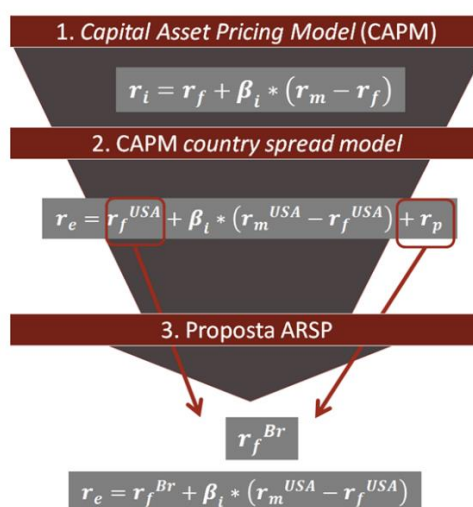 1. Capital Asset Pricing Model (CAPM)
r_i = r_f + β_i * (r_m − r_f)
2. CAPM country spread model
r_e = r_f^{USA} + β_i * (r_m^{USA} − r_f^{USA}) + r_p
3. Proposta ARSP
r_f^{Br}
r_e = r_f^{Br} + β_i * (r_m^{USA} − r_f^{USA})